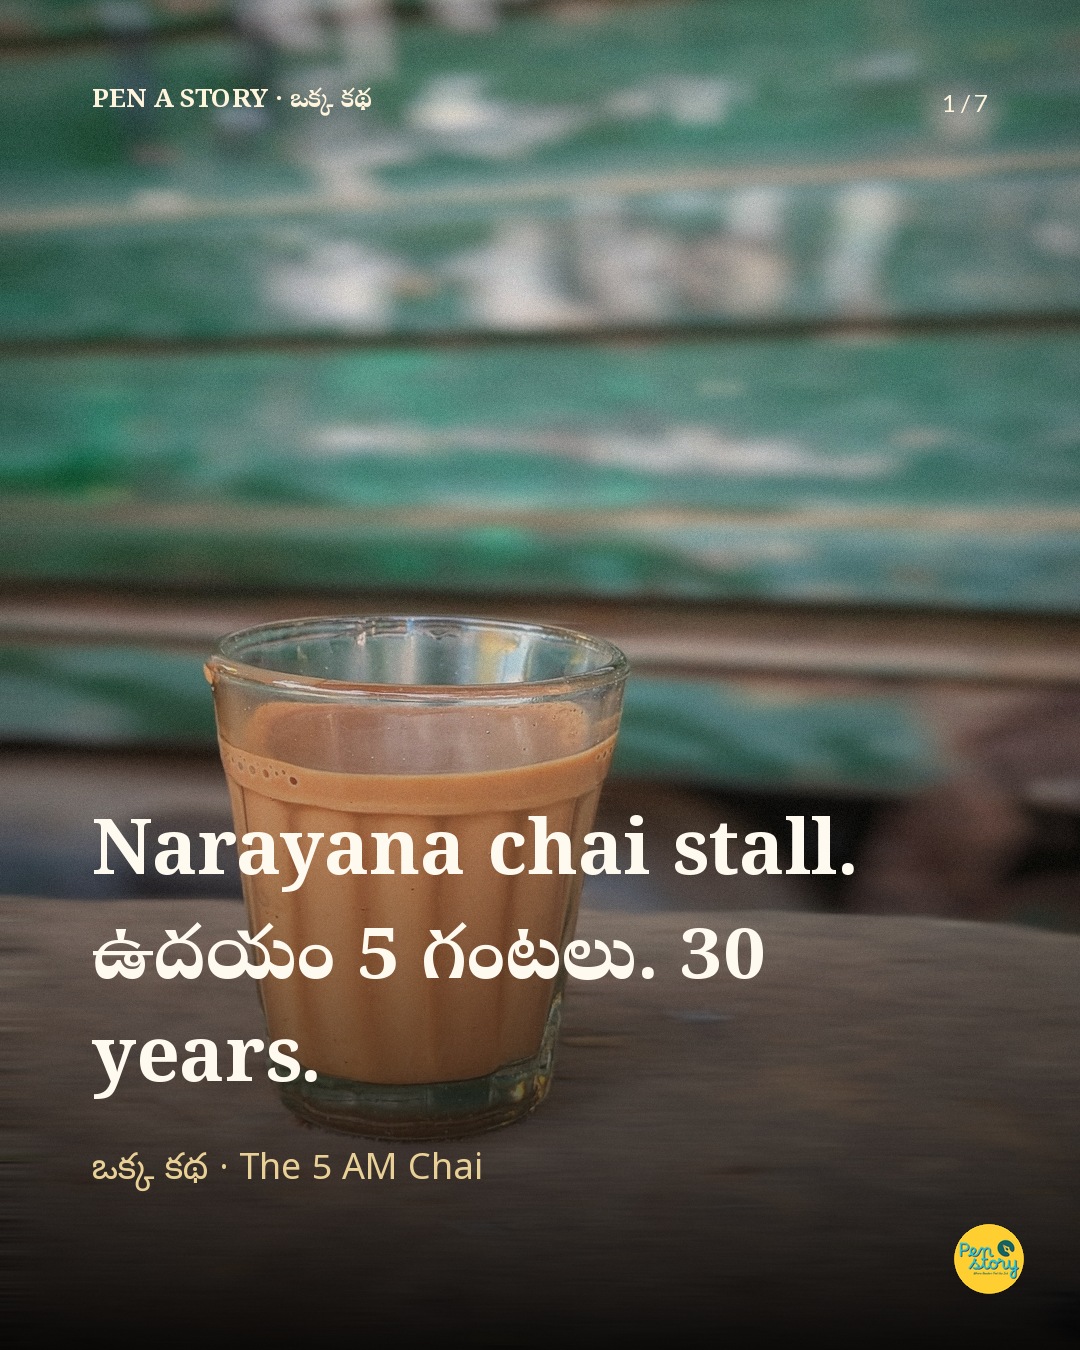 PEN A STORY · ఒక్క కథ
1 / 7
Narayana chai stall.
ఉదయం 5 గంటలు. 30
years.
ఒక్క కథ · The 5 AM Chai
Pen
story